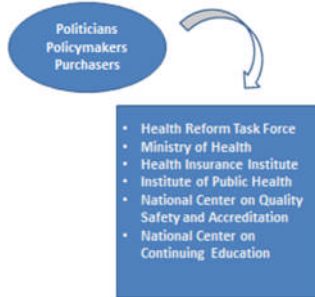 Politicians
Policymakers
Purchasers
• Health Reform Task Force
• Ministry of Health
• Health Insurance Institute
• Institute of Public Health
• National Center on Quality
Safety and Accreditation
• National Center on
Continuing Education